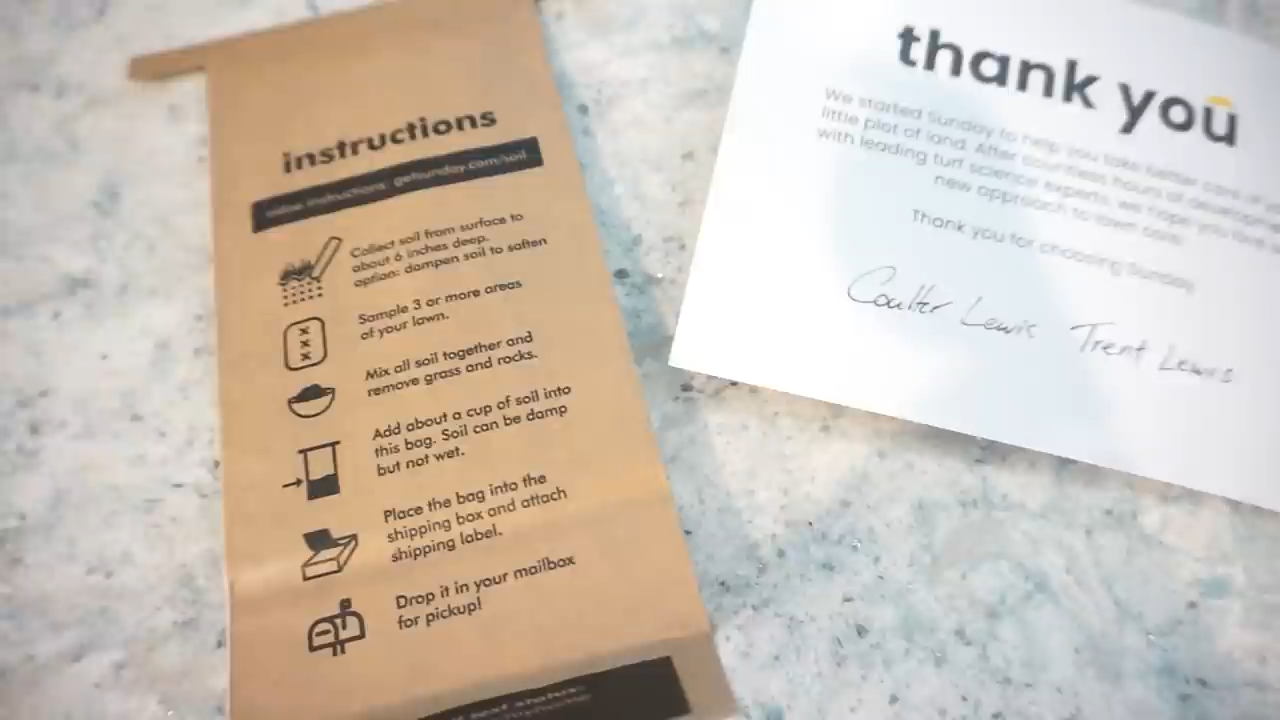 instructions
video instructions: getsunday.com/soil
Collect soil from surface to
about 6 inches deep.
option: dampen soil to soften
Sample 3 or more areas
of your lawn.
Mix all soil together and
remove grass and rocks.
Add about a cup of soil into
this bag. Soil can be damp
but not wet.
Place the bag into the
shipping box and attach
shipping label.
Drop it in your mailbox
for pickup!
test status:
thank you
We started Sunday to help you take better care of
little plot of land. After countless hours of
with leading turf science experts, we hope you love
new approach to lawn care.
Thank you for choosing Sunday.
Coulter Lewis Trent Lewis